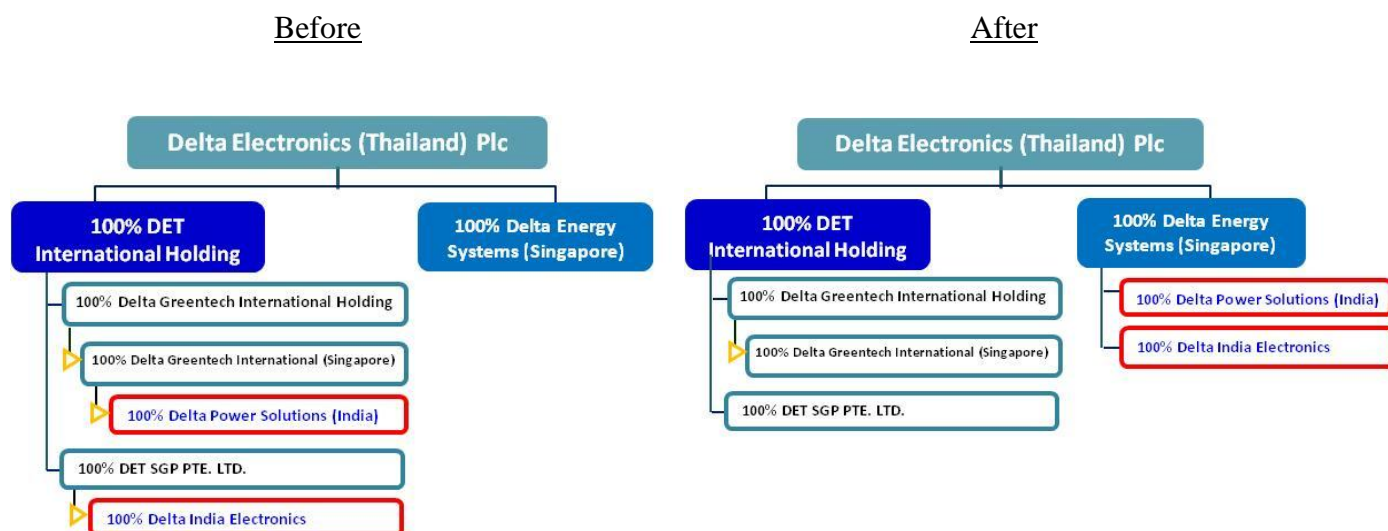 Before
Delta Electronics (Thailand) Plc
100% DET
International Holding
100% Delta Energy
Systems (Singapore)
100% Delta Greentech International Holding
100% Delta Greentech International (Singapore)
100% Delta Power Solutions (India)
100% DET SGP PTE. LTD.
100% Delta India Electronics
After
Delta Electronics (Thailand) Plc
100% DET
International Holding
100% Delta Energy
Systems (Singapore)
100% Delta Greentech International Holding
100% Delta Greentech International (Singapore)
100% DET SGP PTE. LTD.
100% Delta Power Solutions (India)
100% Delta India Electronics